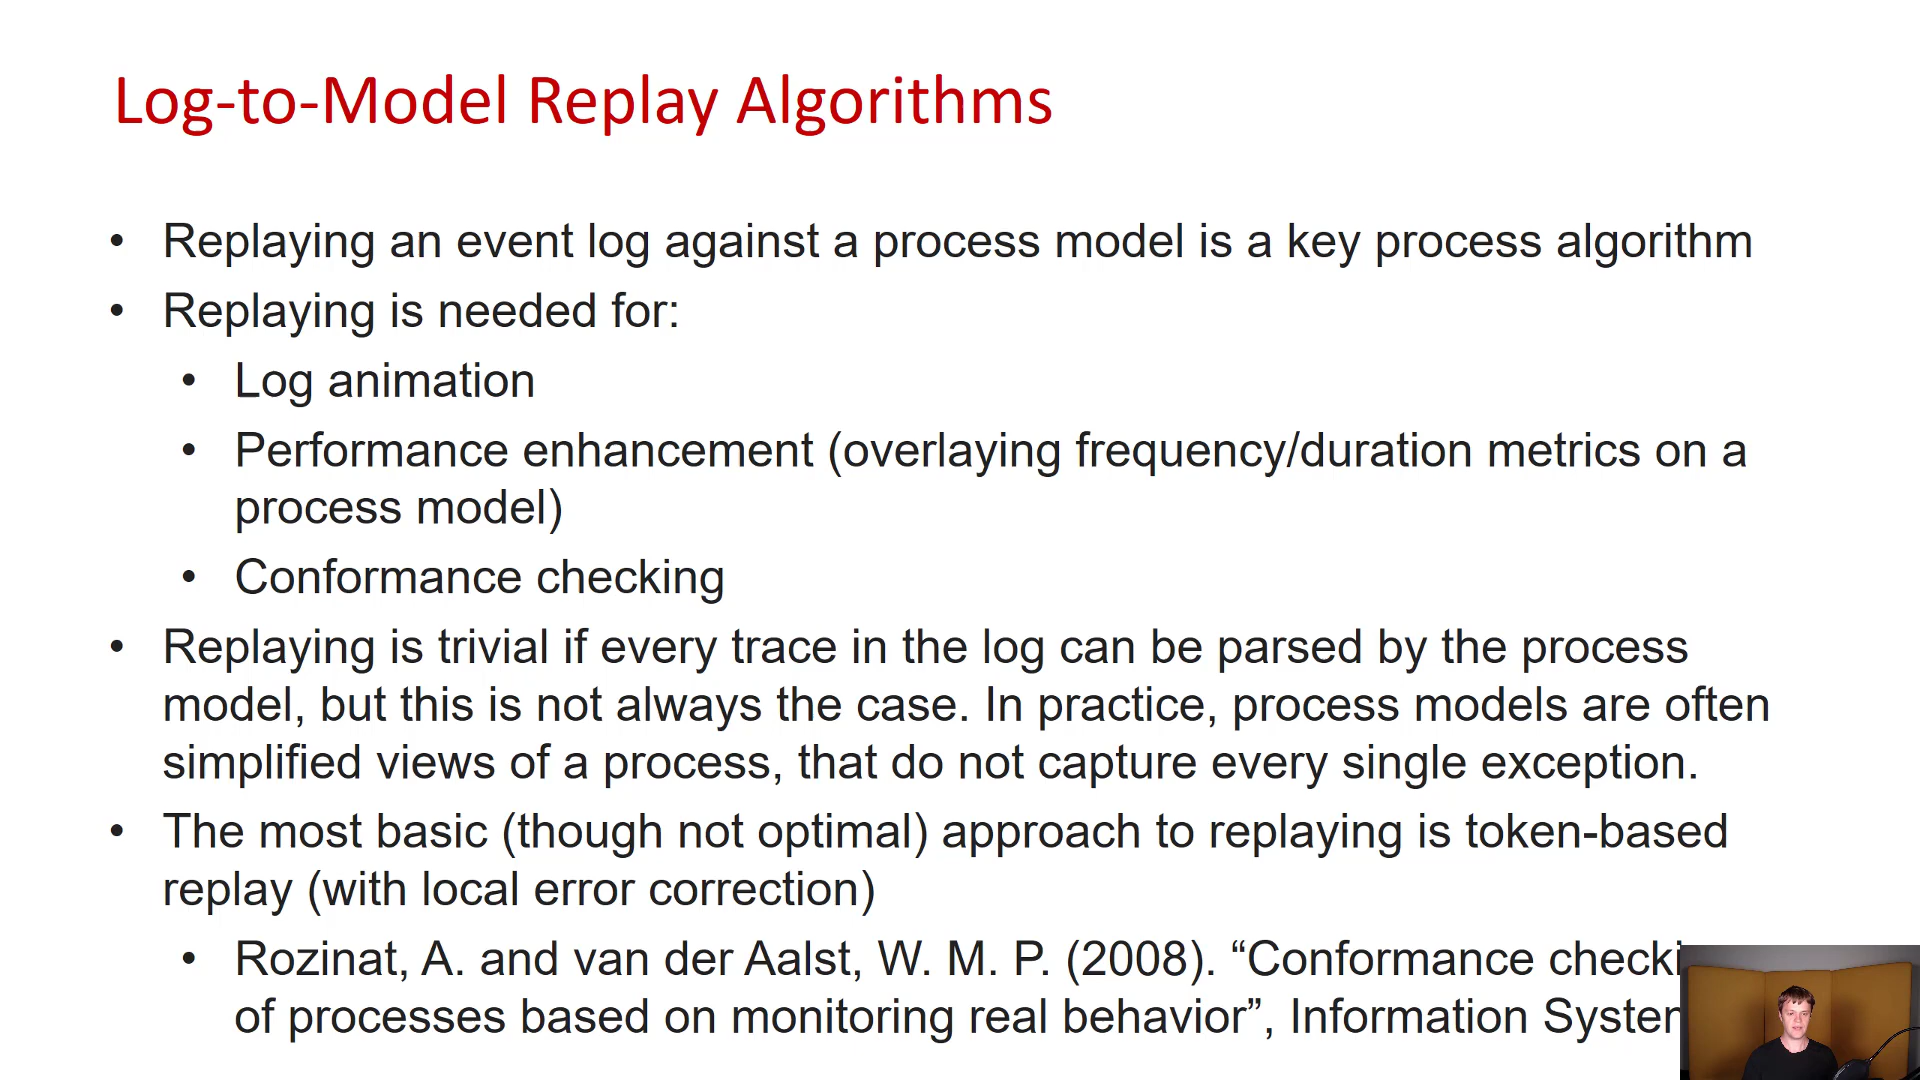 Log-to-Model Replay Algorithms
• Replaying an event log against a process model is a key process algorithm
• Replaying is needed for:
• Log animation
• Performance enhancement (overlaying frequency/duration metrics on a
process model)
• Conformance checking
• Replaying is trivial if every trace in the log can be parsed by the process
model, but this is not always the case. In practice, process models are often
simplified views of a process, that do not capture every single exception.
• The most basic (though not optimal) approach to replaying is token-based
replay (with local error correction)
• Rozinat, A. and van der Aalst, W. M. P. (2008). “Conformance
of processes based on monitoring real behavior”, Information